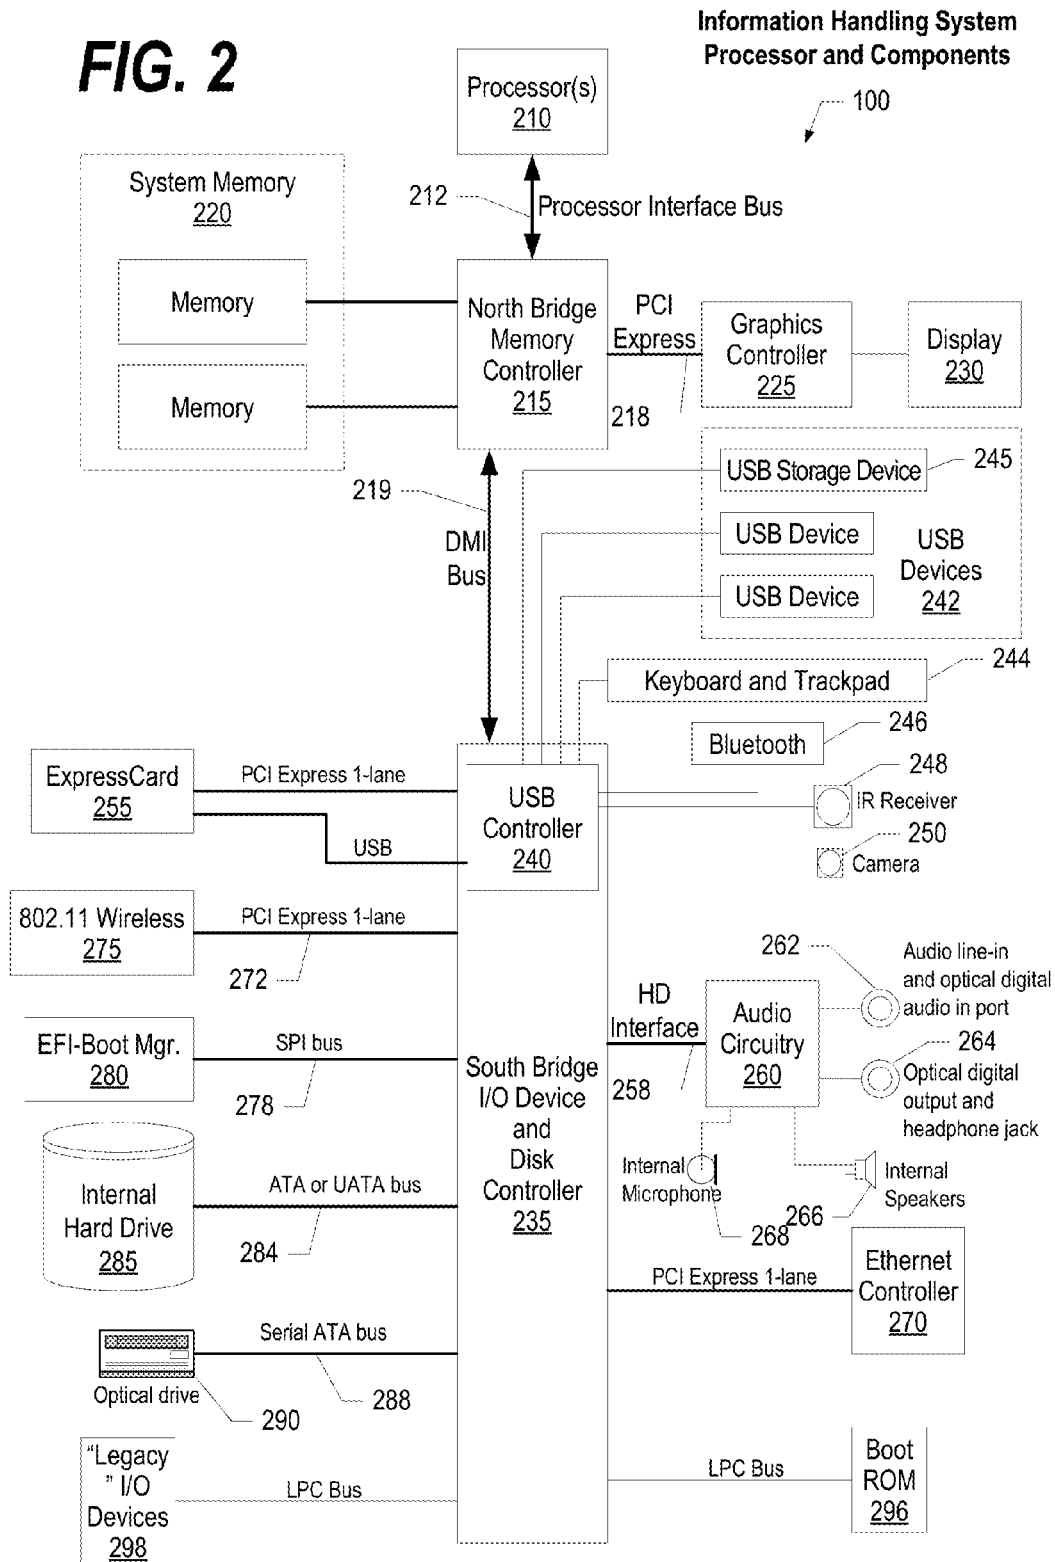 FIG. 2
Information Handling System
Processor and Components
100
Processor(s)
210
212
Processor Interface Bus
System Memory
220
Memory
Memory
North Bridge
Memory
Controller
215
PCI
Express
218
Graphics
Controller
225
Display
230
219
DMI
Bus
USB Storage Device
245
USB Device
USB Device
USB
Devices
242
Keyboard and Trackpad
244
Bluetooth
246
248
IR Receiver
250
Camera
ExpressCard
255
PCI Express 1-lane
USB
USB
Controller
240
802.11 Wireless
275
PCI Express 1-lane
272
EFI-Boot Mgr.
280
SPI bus
278
South Bridge
I/O Device
and
Disk
Controller
235
HD
Interface
258
Audio
Circuitry
260
262
Audio line-in
and optical digital
audio in port
264
Optical digital
output and
headphone jack
Internal
Microphone
268
Internal
Speakers
266
Internal
Hard Drive
285
ATA or UATA bus
284
PCI Express 1-lane
Ethernet
Controller
270
Serial ATA bus
288
Optical drive
290
“Legacy
” I/O
Devices
298
LPC Bus
LPC Bus
Boot
ROM
296